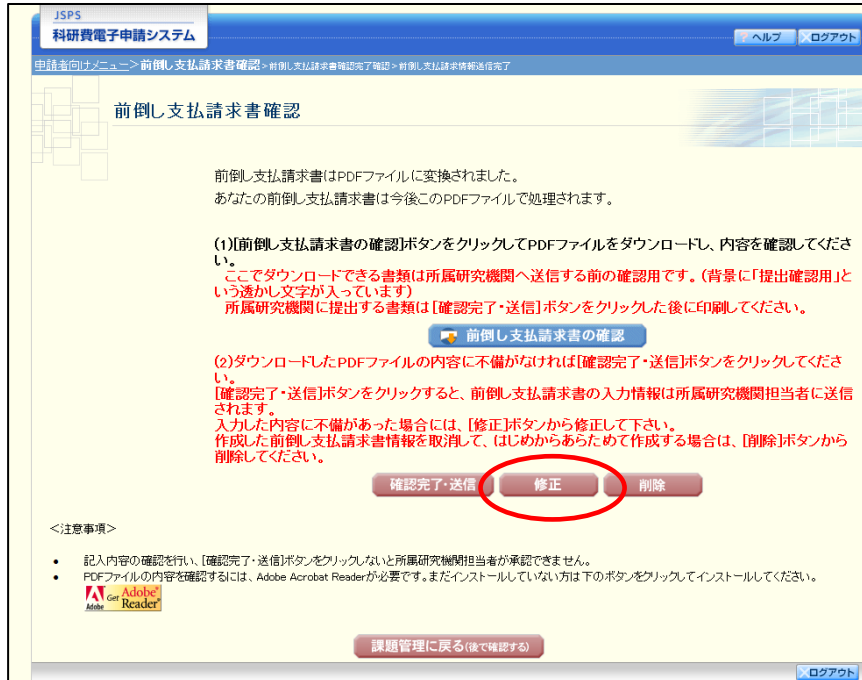 JSPS
科研費電子申請システム
ヘルプ
ログアウト
申請者向けメニュー>前倒し支払請求書確認>前倒し支払請求書確認完了確認>前倒し支払請求情報送信完了
前倒し支払請求書確認
前倒し支払請求書はPDFファイルに変換されました。
あなたの前倒し支払請求書は今後このPDFファイルで処理されます。
(1)[前倒し支払請求書の確認]ボタンをクリックしてPDFファイルをダウンロードし、内容を確認してくださ
い。
ここでダウンロードできる書類は所属研究機関へ送信する前の確認用です。(背景に「提出確認用」と
いう透かし文字が入っています)
所属研究機関に提出する書類は[確認完了・送信]ボタンをクリックした後に印刷してください。
前倒し支払請求書の確認
(2)ダウンロードしたPDFファイルの内容に不備がなければ[確認完了・送信]ボタンをクリックしてくださ
い。
[確認完了・送信]ボタンをクリックすると、前倒し支払請求書の入力情報は所属研究機関担当者に送信
されます。
入力した内容に不備があった場合には、[修正]ボタンから修正して下さい。
作成した前倒し支払請求書情報を取消して、はじめからあらためて作成する場合は、[削除]ボタンから
削除してください。
確認完了・送信
修正
削除
<注意事項>
• 記入内容の確認を行い、[確認完了・送信]ボタンをクリックしないと所属研究機関担当者が承認できません。
• PDFファイルの内容を確認するには、Adobe Acrobat Readerが必要です。まだインストールしていない方は下のボタンをクリックしてインストールしてください。
Adobe Get Adobe® Reader®
課題管理に戻る(後で確認する)
ログアウト